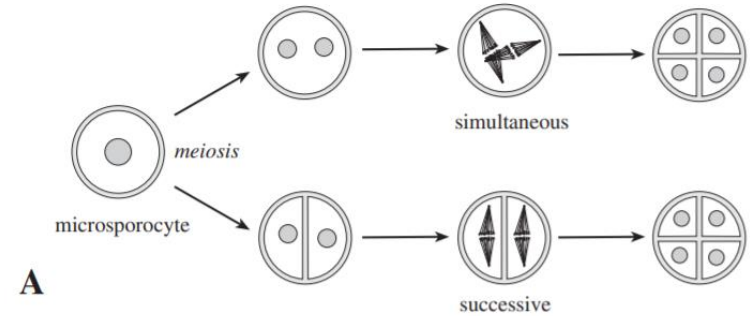 simultaneous
meiosis
microsporocyte
A
successive